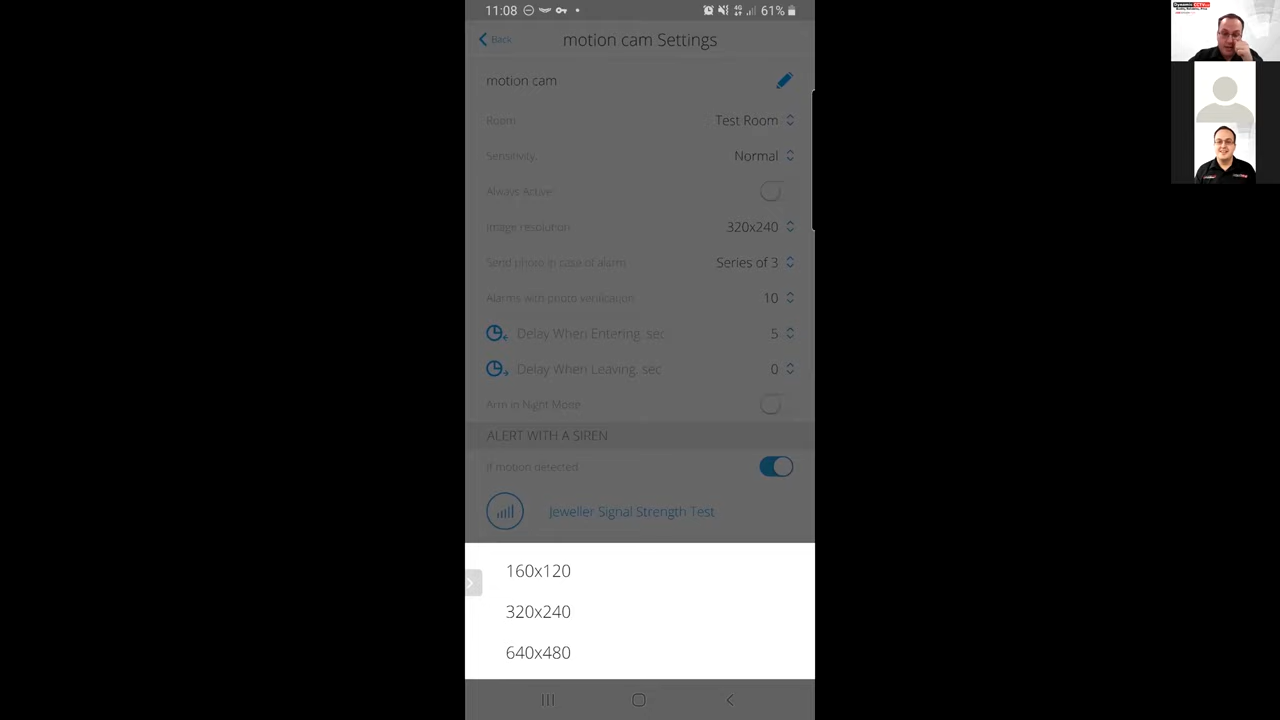 11:08
61%
Back
motion cam Settings
motion cam
Room
Test Room
Sensitivity,
Normal
Always Active
Image resolution
320x240
Send photo in case of alarm
Series of 3
Alarms with photo verification
10
Delay When Entering, sec
5
Delay When Leaving, sec
0
Arm in Night Mode
ALERT WITH A SIREN
If motion detected
Jeweller Signal Strength Test
160x120
320x240
640x480